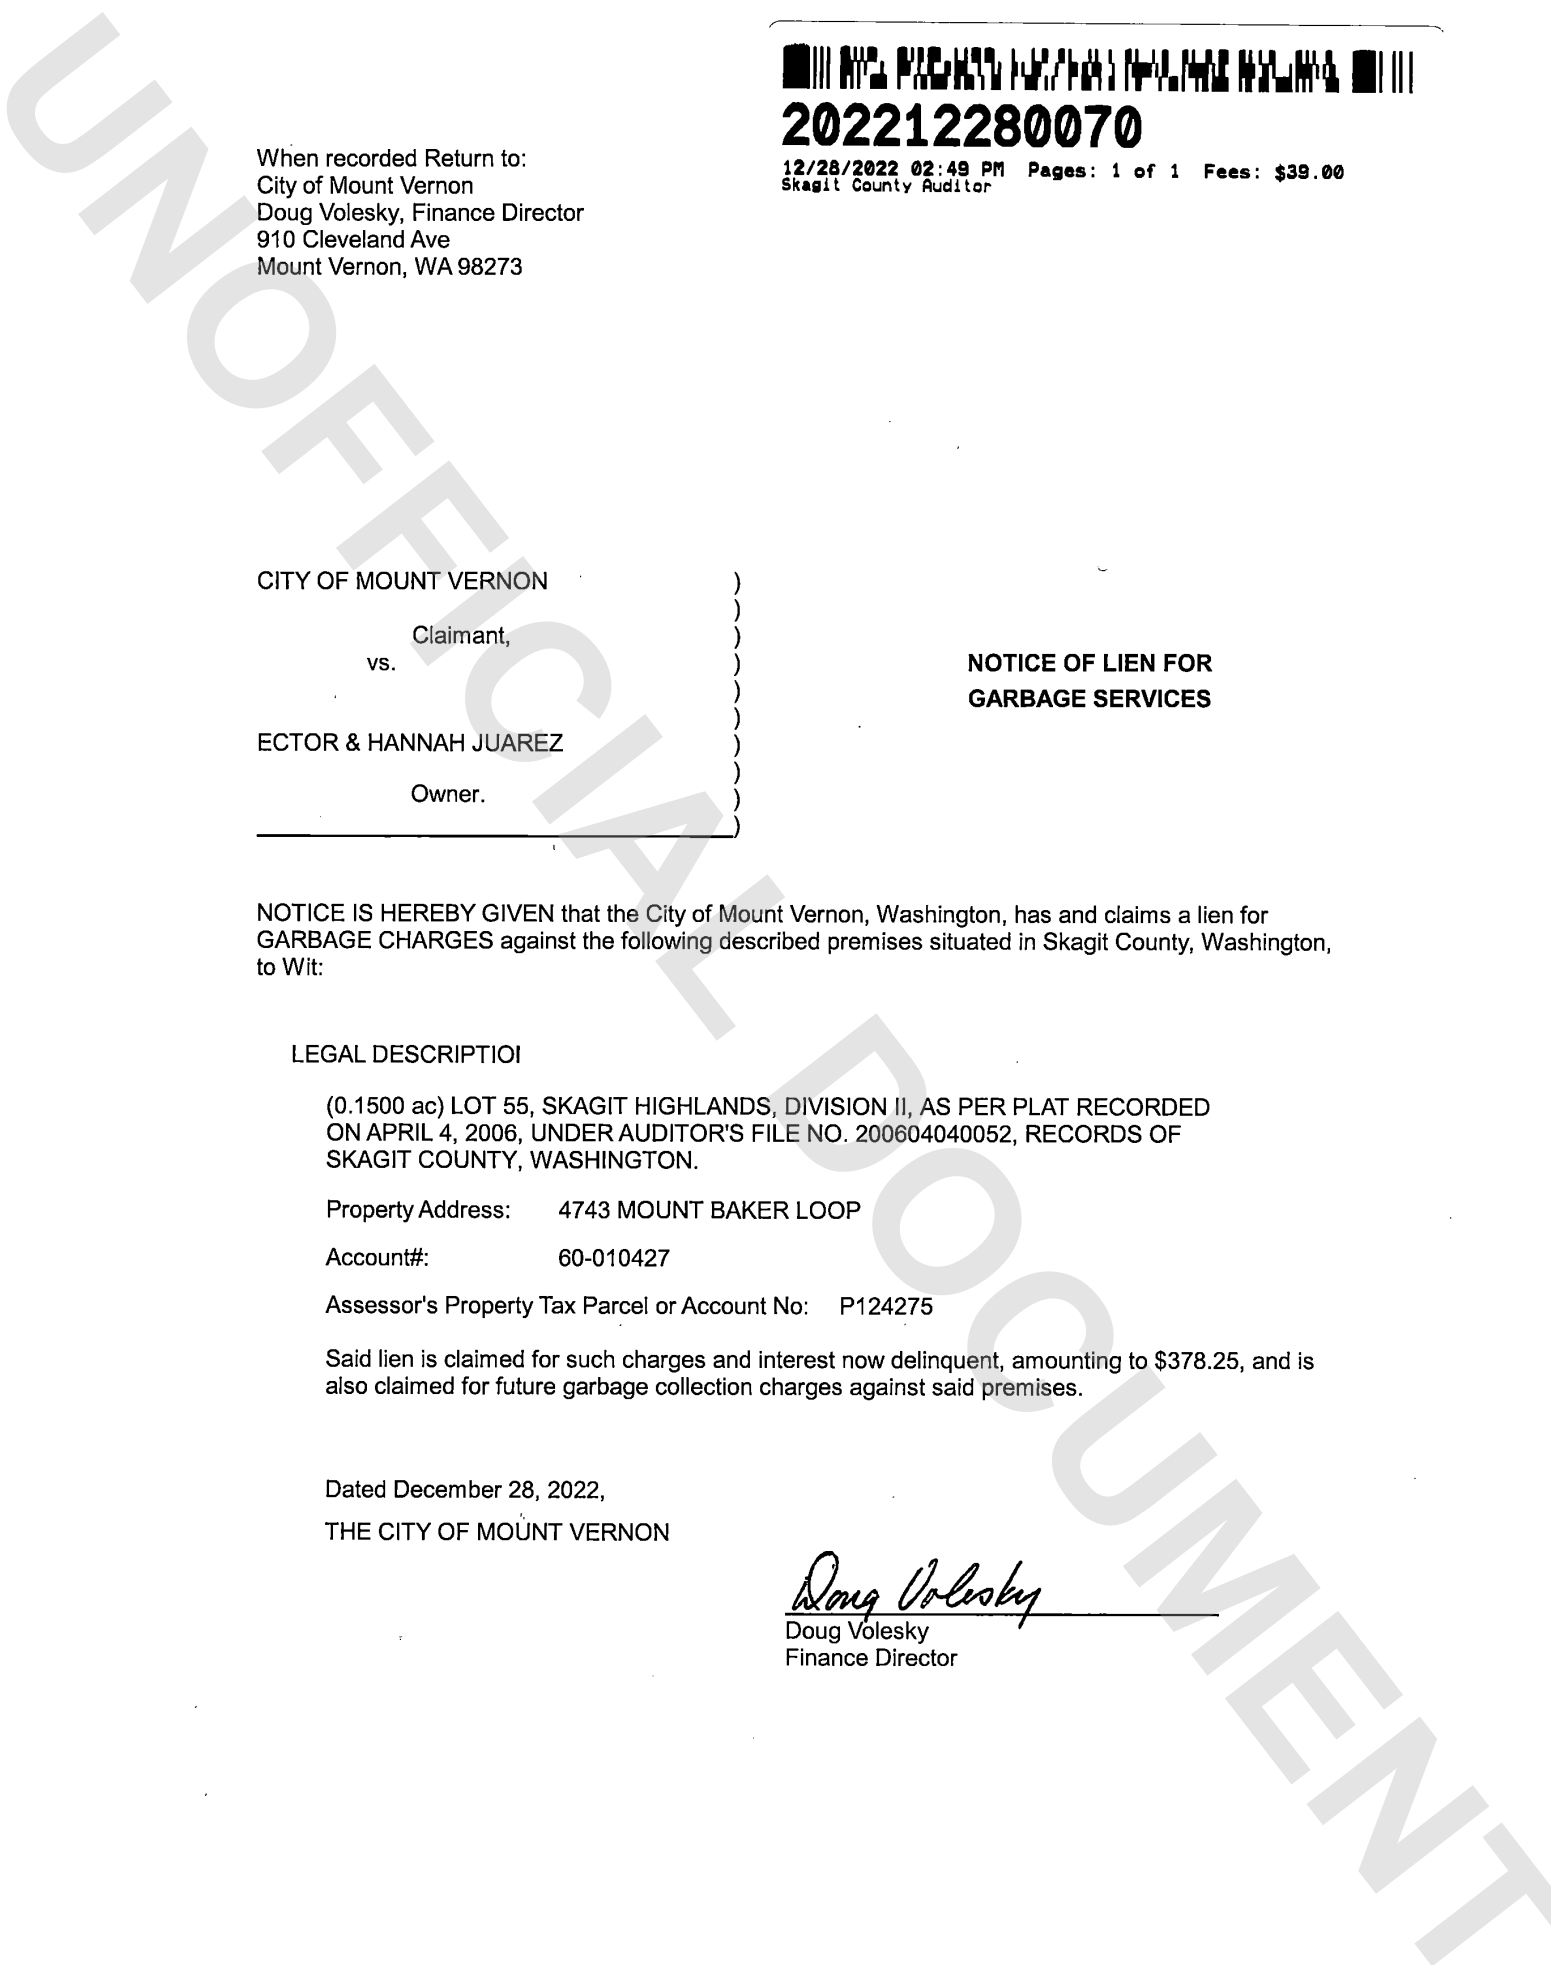 202212280070
12/28/2022 02:49 PM Pages: 1 of 1 Fees: $39.00
Skagit County Auditor
When recorded Return to:
City of Mount Vernon
Doug Volesky, Finance Director
910 Cleveland Ave
Mount Vernon, WA 98273
CITY OF MOUNT VERNON )
)
Claimant, )
vs. )
)
)
ECTOR & HANNAH JUAREZ )
)
Owner. )
)
NOTICE OF LIEN FOR
GARBAGE SERVICES
NOTICE IS HEREBY GIVEN that the City of Mount Vernon, Washington, has and claims a lien for
GARBAGE CHARGES against the following described premises situated in Skagit County, Washington,
to Wit:
LEGAL DESCRIPTIOI
(0.1500 ac) LOT 55, SKAGIT HIGHLANDS, DIVISION II, AS PER PLAT RECORDED
ON APRIL 4, 2006, UNDER AUDITOR'S FILE NO. 200604040052, RECORDS OF
SKAGIT COUNTY, WASHINGTON.
Property Address: 4743 MOUNT BAKER LOOP
Account#: 60-010427
Assessor's Property Tax Parcel or Account No: P124275
Said lien is claimed for such charges and interest now delinquent, amounting to $378.25, and is
also claimed for future garbage collection charges against said premises.
Dated December 28, 2022,
THE CITY OF MOUNT VERNON
Doug Volesky
Doug Volesky
Finance Director
UNOFFICIAL DOCUMENT